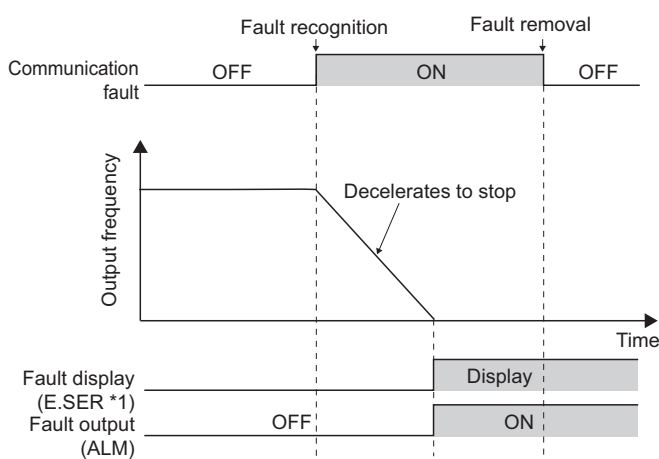 Fault recognition
Fault removal
Communication
fault
OFF
ON
OFF
Output frequency
Decelerates to stop
Time
Fault display
(E.SER *1)
Display
Fault output
(ALM)
OFF
ON